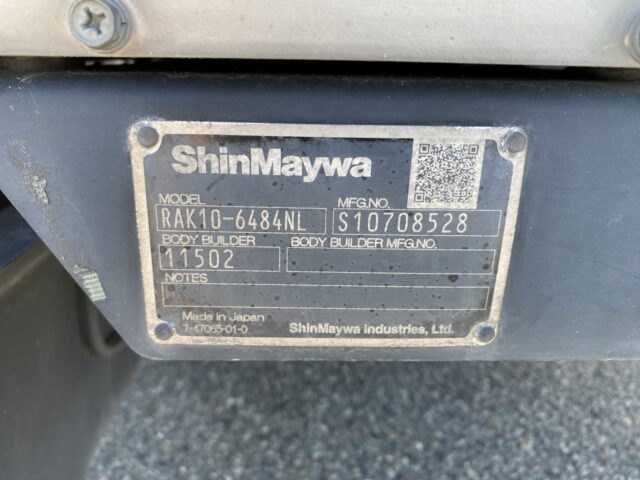 ShinMaywa
MODEL MFG.NO.
RAK10-6484NL S10708528
BODY BUILDER BODY BUILDER MFG.NO.
11502
NOTES
Made in Japan
7-47065-01-0 ShinMaywa Industries, Ltd.